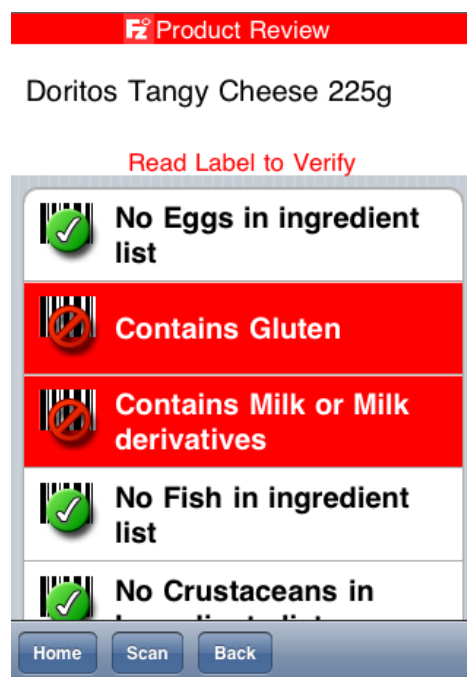 Fz Product Review
Doritos Tangy Cheese 225g
Read Label to Verify
No Eggs in ingredient
list
Contains Gluten
Contains Milk or Milk
derivatives
No Fish in ingredient
list
No Crustaceans in
Home
Scan
Back